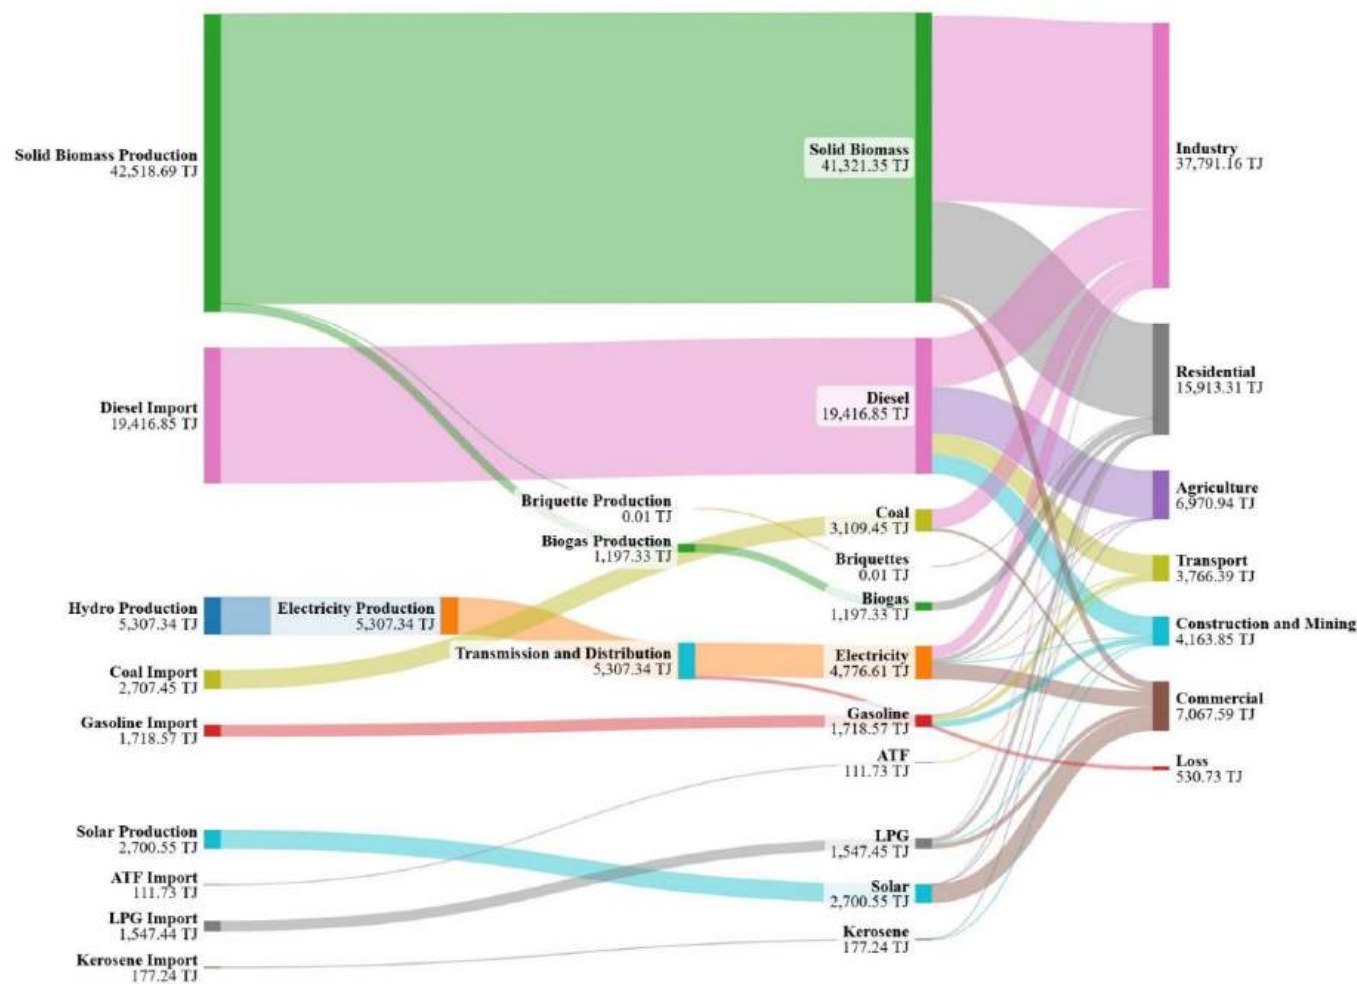 Solid Biomass Production
42,518.69 TJ
Solid Biomass
41,321.35 TJ
Industry
37,791.16 TJ
Diesel Import
19,416.85 TJ
Diesel
19,416.85 TJ
Residential
15,913.31 TJ
Briquette Production
0.01 TJ
Biogas Production
1,197.33 TJ
Coal
3,109.45 TJ
Briquettes
0.01 TJ
Biogas
1,197.33 TJ
Agriculture
6,970.94 TJ
Transport
3,766.39 TJ
Hydro Production
5,307.34 TJ
Electricity Production
5,307.34 TJ
Transmission and Distribution
5,307.34 TJ
Electricity
4,776.61 TJ
Construction and Mining
4,163.85 TJ
Coal Import
2,707.45 TJ
Gasoline Import
1,718.57 TJ
Gasoline
1,718.57 TJ
Commercial
7,067.59 TJ
ATF
111.73 TJ
Loss
530.73 TJ
Solar Production
2,700.55 TJ
LPG
1,547.45 TJ
ATF Import
111.73 TJ
Solar
2,700.55 TJ
LPG Import
1,547.44 TJ
Kerosene
177.24 TJ
Kerosene Import
177.24 TJ